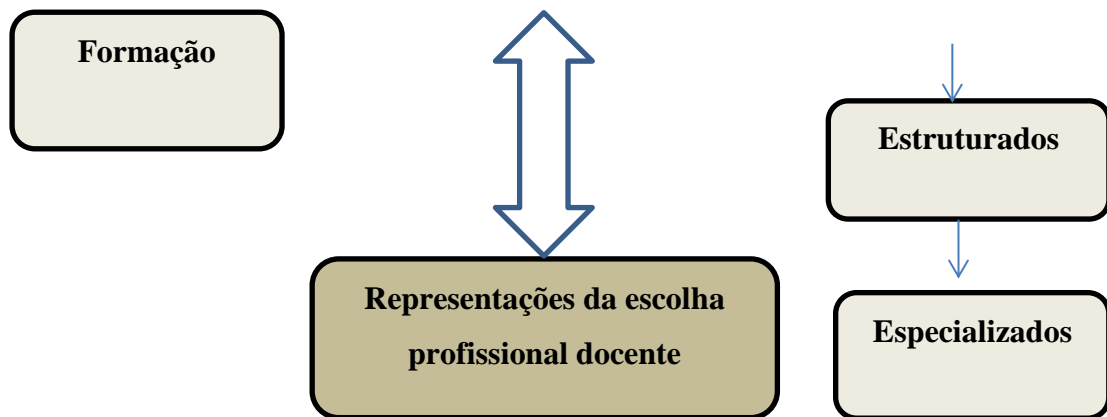 Formação
Estruturados
Representações da escolha
profissional docente
Especializados